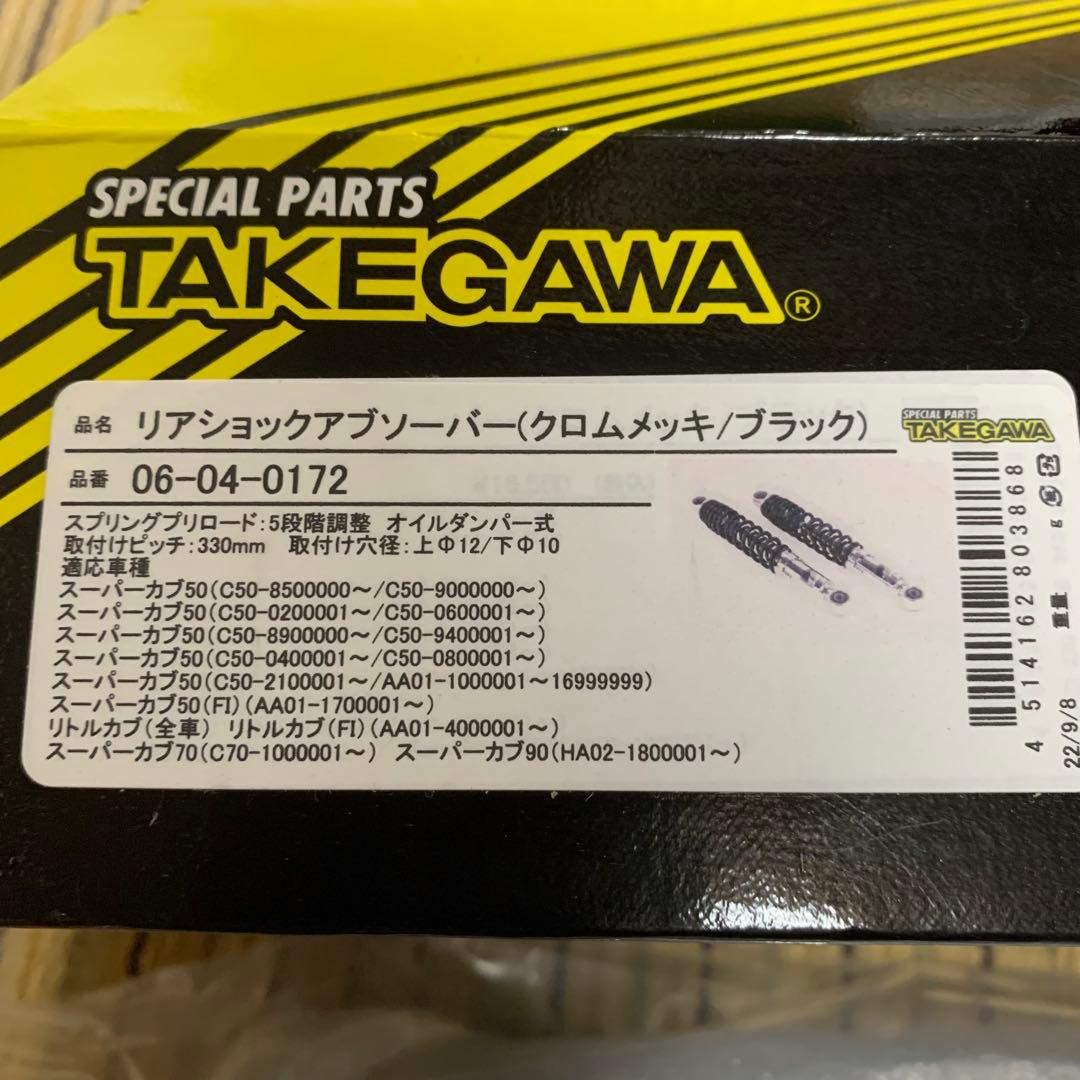 SPECIAL PARTS
TAKEGAWA®
品名 リアショックアブソーバー(クロムメッキ/ブラック)
SPECIAL PARTS
TAKEGAWA
品番 06-04-0172
スプリングプリロード:5段階調整 オイルダンパー式
取付けピッチ:330mm 取付け穴径:上Φ12/下Φ10
適応車種
スーパーカブ50(C50-8500000～/C50-9000000～)
スーパーカブ50(C50-0200001～/C50-0600001～)
スーパーカブ50(C50-8900000～/C50-9400001～)
スーパーカブ50(C50-0400001～/C50-0800001～)
スーパーカブ50(C50-2100001～/AA01-1000001～16999999)
スーパーカブ50(FI)(AA01-1700001～)
リトルカブ(全車) リトルカブ(FI)(AA01-4000001～)
スーパーカブ70(C70-1000001～) スーパーカブ90(HA02-1800001～)
4 514162 803868
22/9/8 重量 g